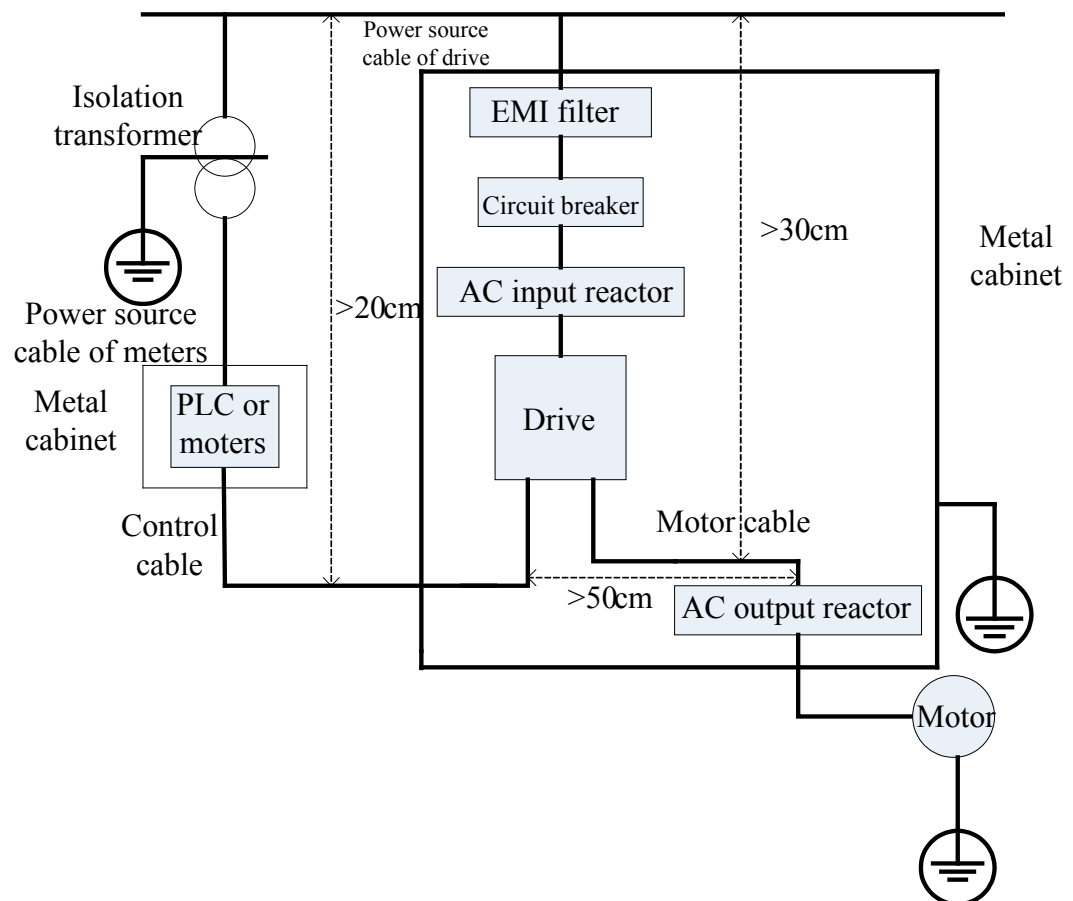 Power source
cable of drive
Isolation
transformer
EMI filter
Circuit breaker
>30cm
Metal
cabinet
AC input reactor
>20cm
Power source
cable of meters
Metal
cabinet
PLC or
moters
Drive
Control
cable
Motor cable
>50cm
AC output reactor
Motor